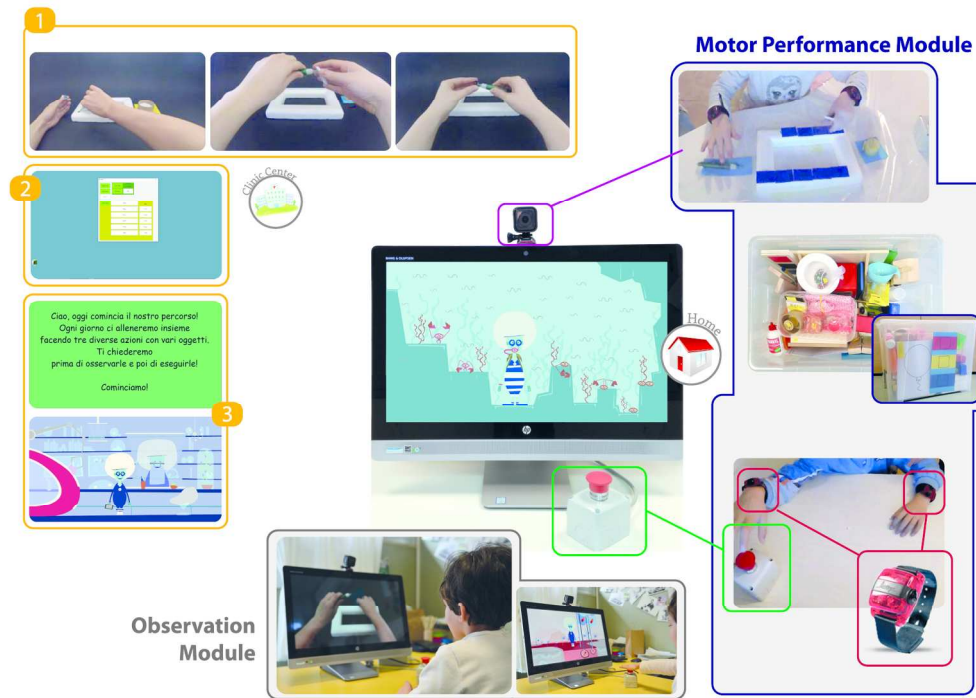 1
Motor Performance Module
2
Clinic Center
Home
Ciao, oggi comincia il nostro percorso!
Ogni giorno ci alleneremo insieme
facendo tre diverse azioni con vari oggetti.
Ti chiederemo
prima di osservarle e poi di eseguirle!
Cominciamo!
3
hp
Observation
Module